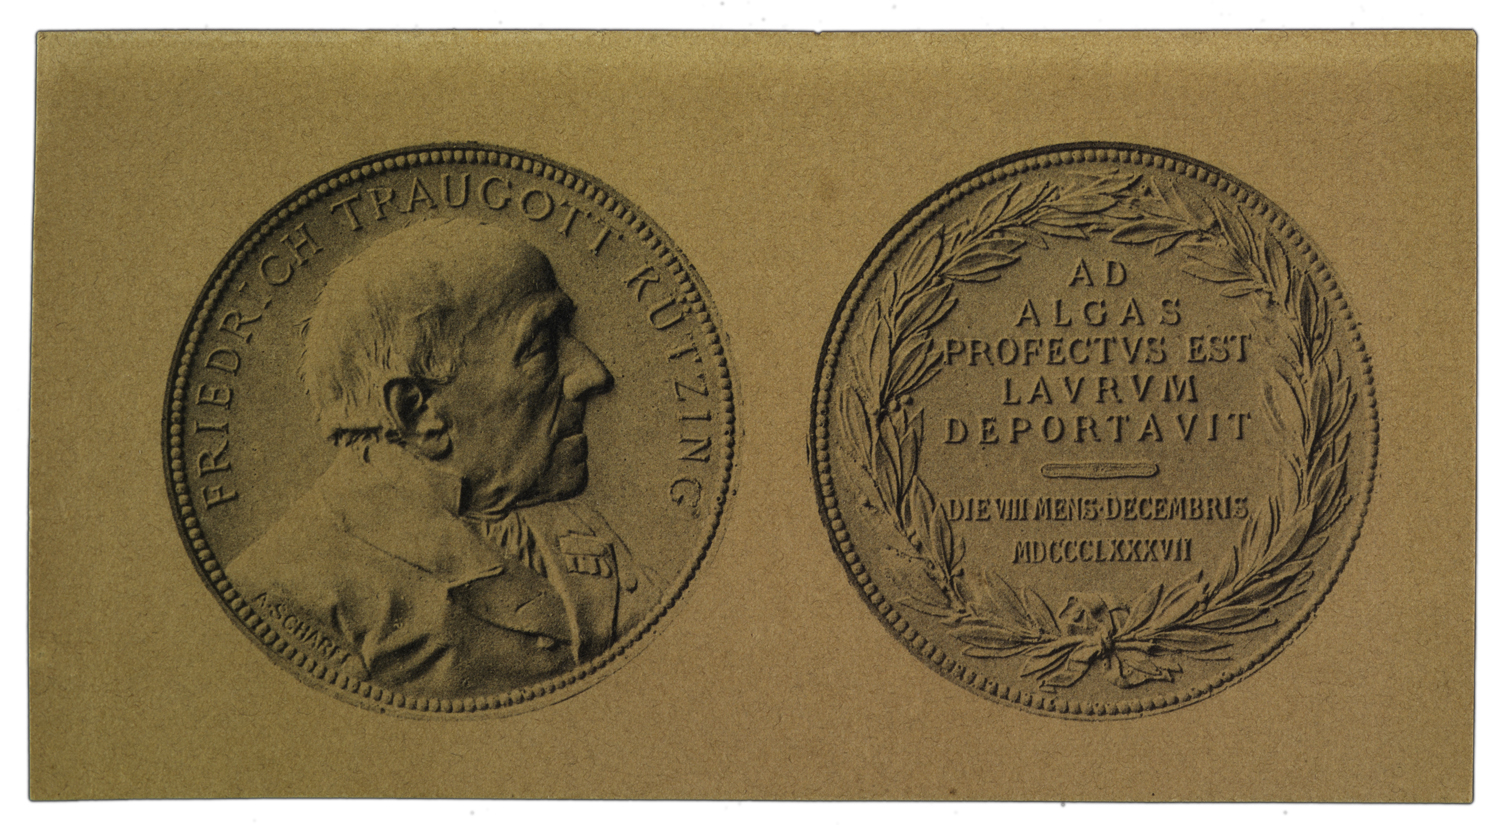 FRIEDRICH TRAUGOTT KÜTZING
A. SCHARFF
AD
ALGAS
PROFECTVS EST
LAVRVM
DEPORTAVIT
DIE VIII MENS·DECEMBRIS
MDCCCLXXXVII